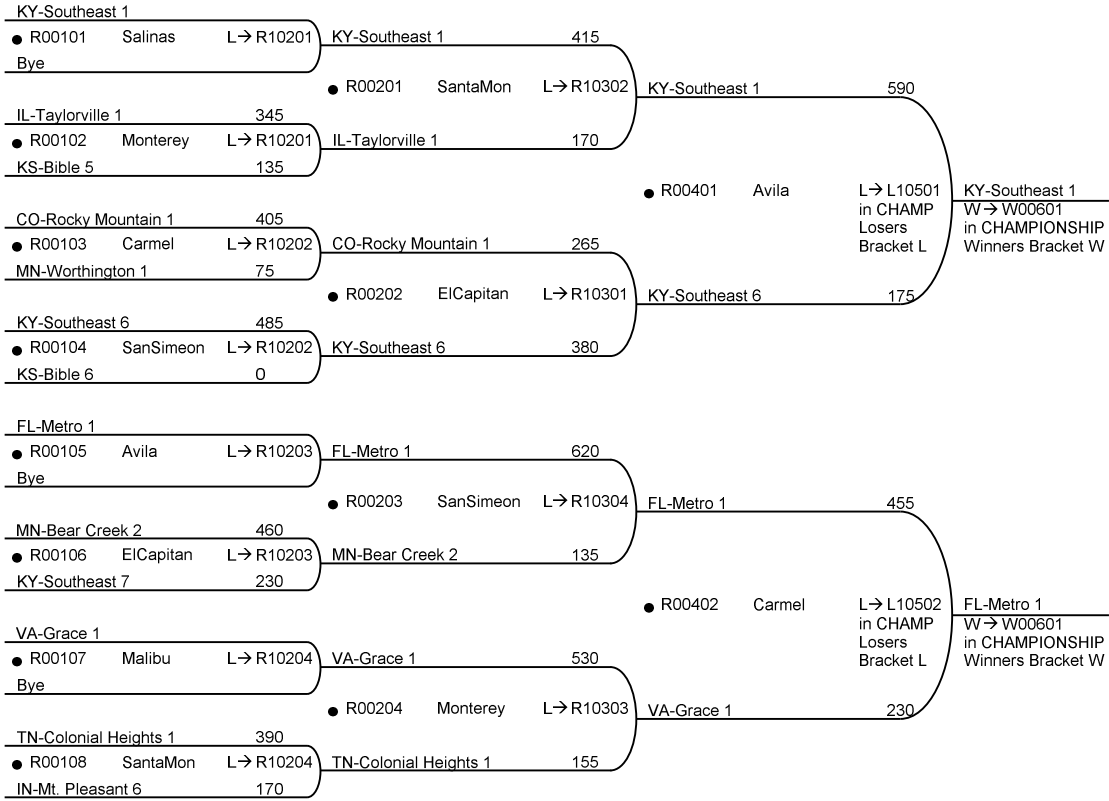 KY-Southeast 1
R00101 Salinas L→R10201
Bye
KY-Southeast 1 415
R00201 SantaMon L→R10302
IL-Taylorville 1 345
R00102 Monterey L→R10201
KS-Bible 5 135
IL-Taylorville 1 170
KY-Southeast 1 590
R00401 Avila L→L10501
in CHAMP
Losers
Bracket L
KY-Southeast 1
W→W00601
in CHAMPIONSHIP
Winners Bracket W
CO-Rocky Mountain 1 405
R00103 Carmel L→R10202
MN-Worthington 1 75
CO-Rocky Mountain 1 265
R00202 ElCapitan L→R10301
KY-Southeast 6 175
KY-Southeast 6 485
R00104 SanSimeon L→R10202
KS-Bible 6 0
KY-Southeast 6 380
FL-Metro 1
R00105 Avila L→R10203
Bye
FL-Metro 1 620
R00203 SanSimeon L→R10304
MN-Bear Creek 2 460
R00106 ElCapitan L→R10203
KY-Southeast 7 230
MN-Bear Creek 2 135
FL-Metro 1 455
R00402 Carmel L→L10502
in CHAMP
Losers
Bracket L
FL-Metro 1
W→W00601
in CHAMPIONSHIP
Winners Bracket W
VA-Grace 1
R00107 Malibu L→R10204
Bye
VA-Grace 1 530
R00204 Monterey L→R10303
VA-Grace 1 230
TN-Colonial Heights 1 390
R00108 SantaMon L→R10204
IN-Mt. Pleasant 6 170
TN-Colonial Heights 1 155